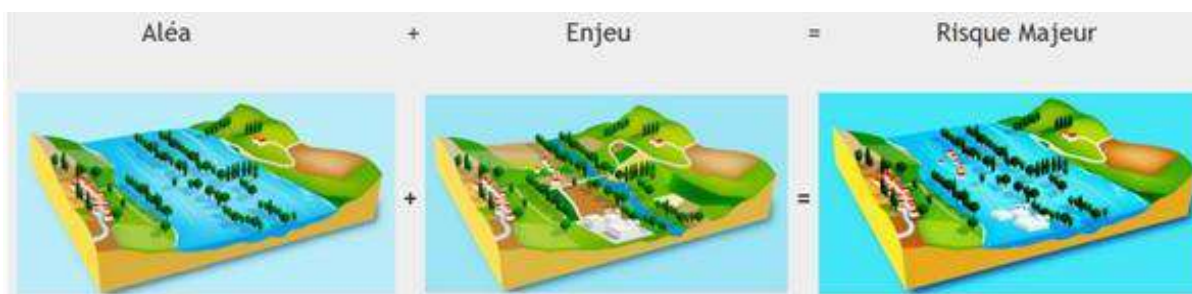 Aléa + Enjeu = Risque Majeur
+ =